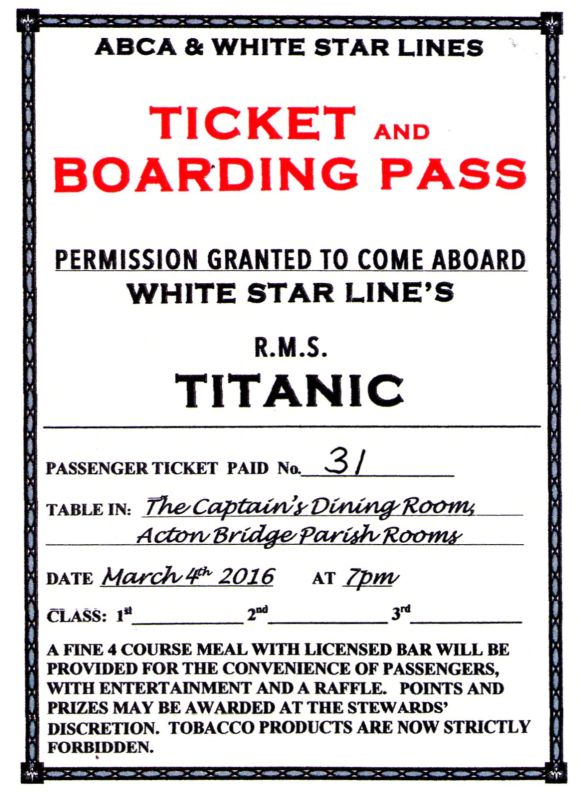 ABCA & WHITE STAR LINES
TICKET AND
BOARDING PASS
PERMISSION GRANTED TO COME ABOARD
WHITE STAR LINE'S
R.M.S.
TITANIC
PASSENGER TICKET PAID No. 31
TABLE IN: The Captain's Dining Room,
Acton Bridge Parish Rooms
DATE March 4th 2016 AT 7pm
CLASS: 1st 2nd 3rd
A FINE 4 COURSE MEAL WITH LICENSED BAR WILL BE
PROVIDED FOR THE CONVENIENCE OF PASSENGERS,
WITH ENTERTAINMENT AND A RAFFLE. POINTS AND
PRIZES MAY BE AWARDED AT THE STEWARDS'
DISCRETION. TOBACCO PRODUCTS ARE NOW STRICTLY
FORBIDDEN.